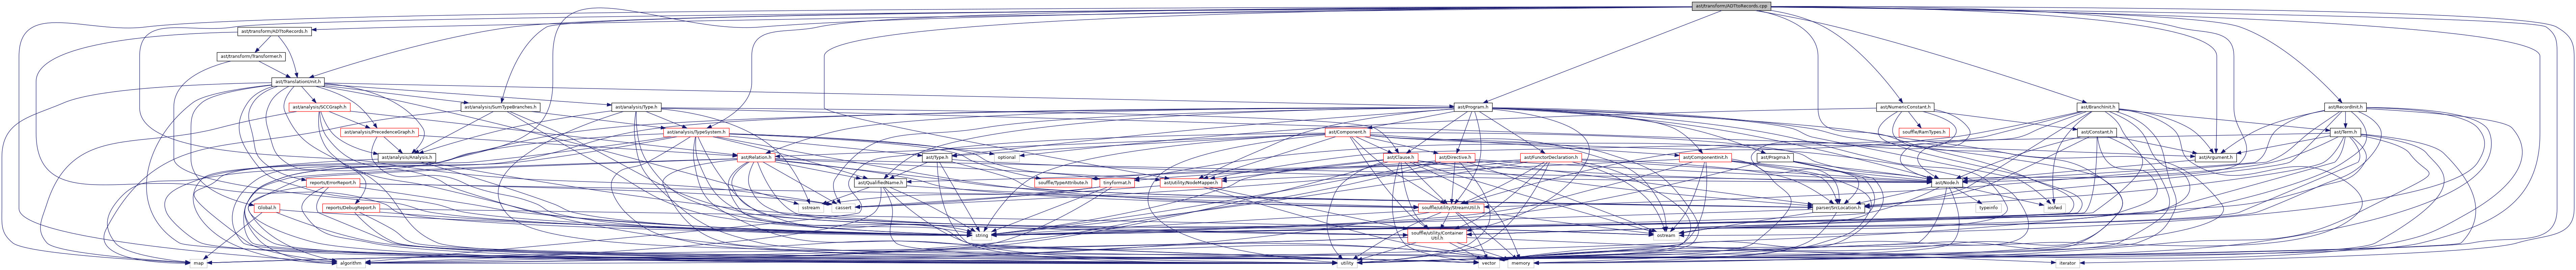 ast/transform/ADTtoRecords.cpp
ast/transform/ADTtoRecords.h
ast/transform/Transformer.h
ast/TranslationUnit.h
ast/analysis/SCCGraph.h
ast/analysis/SumTypeBranches.h
ast/analysis/Type.h
ast/Program.h
ast/NumericConstant.h
ast/BranchInit.h
ast/RecordInit.h
ast/analysis/PrecedenceGraph.h
ast/analysis/TypeSystem.h
ast/Component.h
souffle/RamTypes.h
ast/Constant.h
ast/Term.h
ast/analysis/Analysis.h
ast/Relation.h
ast/Type.h
optional
ast/Clause.h
ast/Directive.h
ast/FunctorDeclaration.h
ast/ComponentInit.h
ast/Pragma.h
ast/Argument.h
reports/ErrorReport.h
ast/QualifiedName.h
souffle/TypeAttribute.h
tinyformat.h
ast/utility/NodeMapper.h
ast/Node.h
Global.h
reports/DebugReport.h
sstream
cassert
souffle/utility/StreamUtil.h
parser/SrcLocation.h
typeinfo
iosfwd
string
souffle/utility/Container
Util.h
ostream
map
algorithm
utility
vector
memory
iterator